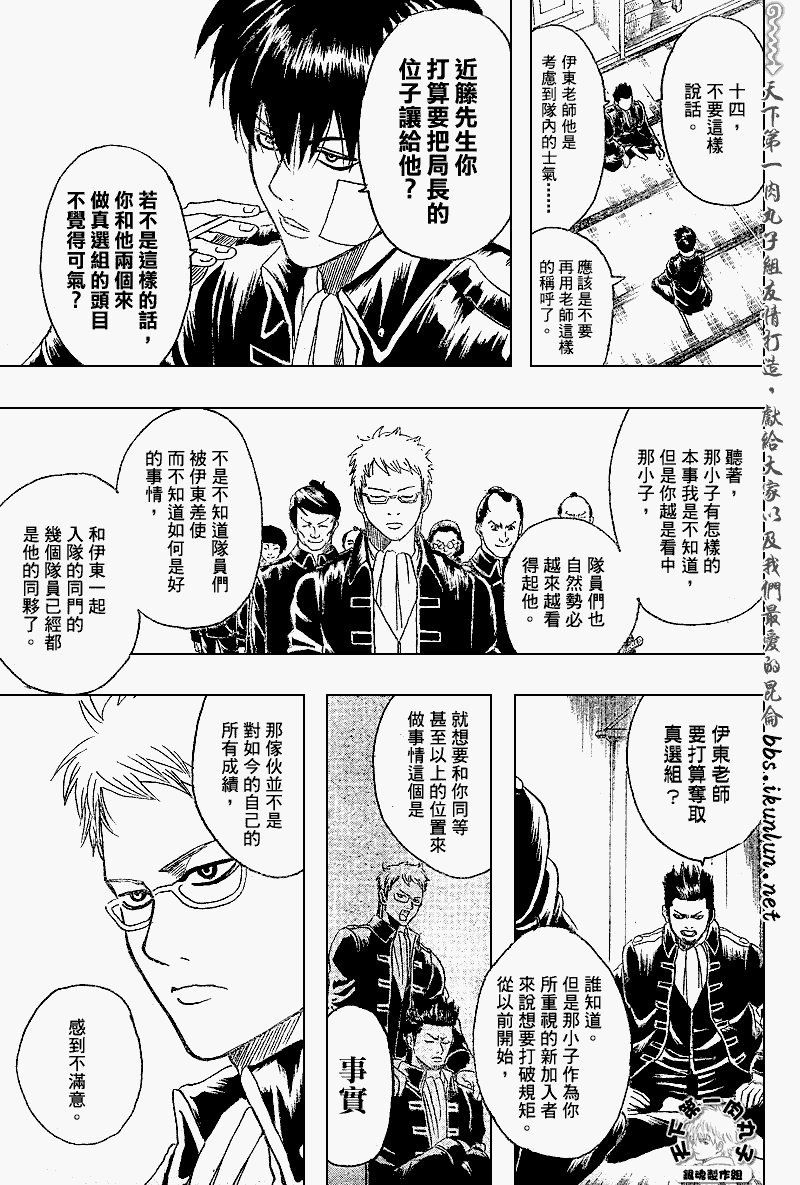 十四，
不要這樣
說話。
伊東老師他是
考慮到隊內的士氣……
應該是不要
再用老師這樣
的稱呼了。
近藤先生你
打算要把局長的
位子讓給他？
若不是這樣的話，
你和他兩個來
做真選組的頭目
不覺得可氣？
聽著，
那小子有怎樣的
本事我是不知道，
但是你越是看中
那小子，
隊員們也
自然勢必
越來越看
得起他。
不是不知道隊員們
被伊東差使
而不知道如何是好
的事情，
和伊東一起
入隊的同門的
幾個隊員已經都
是他的同夥了。
伊東老師
要打算奪取
真選組？
誰知道。
但是那小子作為你
所重視的新加入者
來說想要打破規矩。
從以前開始，
就想要和你同等
甚至以上的位置來
做事情這個是
事實
那傢伙並不是
對如今的自己的
所有成績，
感到不滿意。
天下第一肉丸子組友情打造，獻給大家以及我們最愛的昆侖 bbs.ikunlun.net
天下第一肉丸子
銀魂製作組